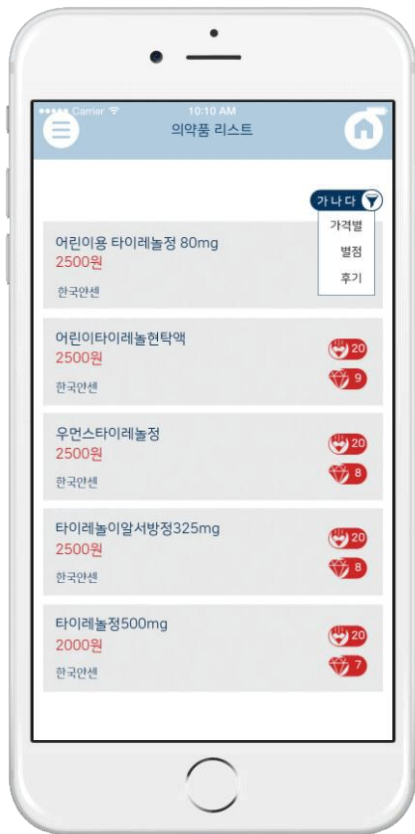 Carrier 10:10 AM
의약품 리스트
가나다
가격별
별점
후기
어린이용 타이레놀정 80mg
2500원
한국얀센
어린이타이레놀현탁액
2500원
20
9
한국얀센
우먼스타이레놀정
2500원
20
8
한국얀센
타이레놀이알서방정325mg
2500원
20
8
한국얀센
타이레놀정500mg
2000원
20
7
한국얀센